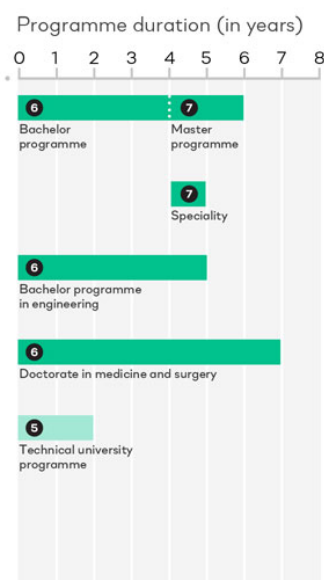 Programme duration (in years)
0 1 2 3 4 5 6 7 8
6 7
Bachelor
programme
Master
programme
7
Speciality
6
Bachelor programme
in engineering
6
Doctorate in medicine and surgery
5
Technical university
programme